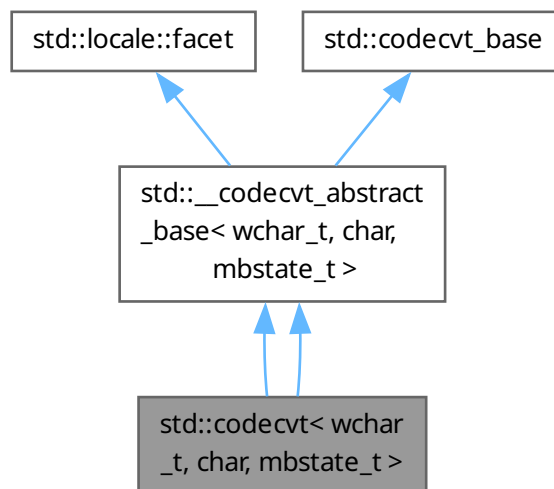 std::locale::facet
std::codecvt_base
std::__codecvt_abstract
_base< wchar_t, char,
mbstate_t >
std::codecvt< wchar
_t, char, mbstate_t >